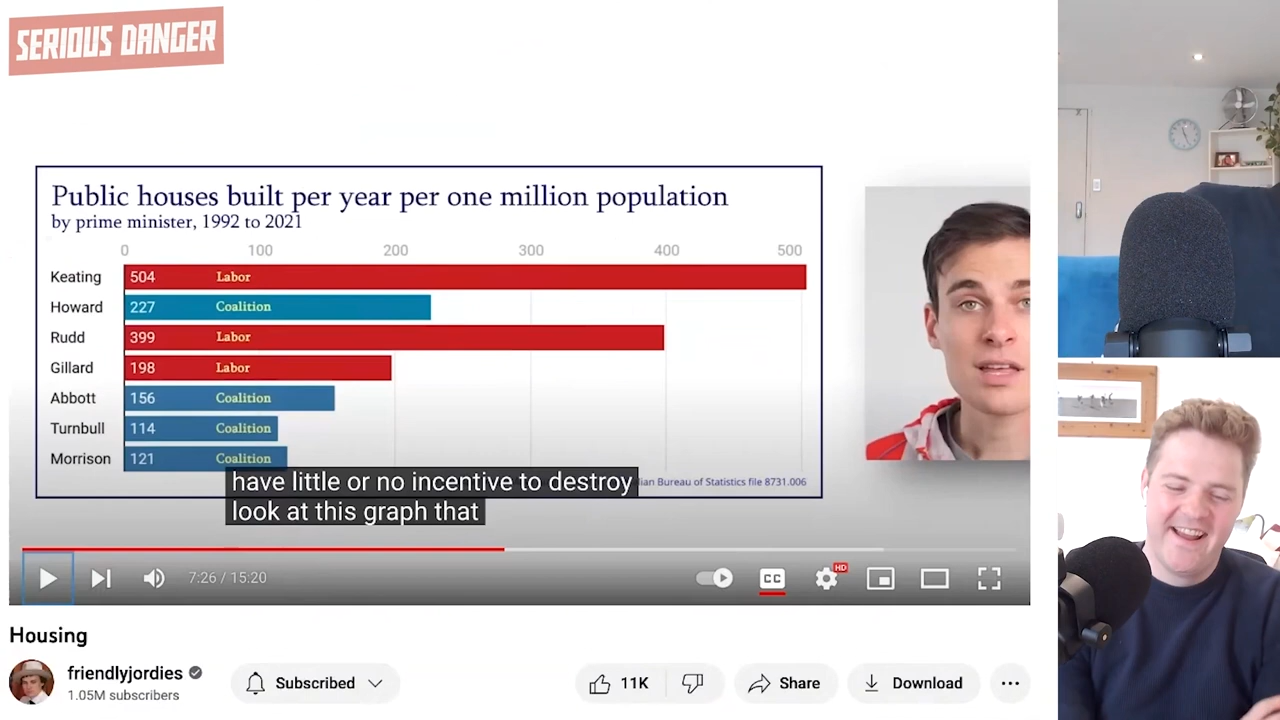 SERIOUS DANGER
Public houses built per year per one million population
by prime minister, 1992 to 2021
0 100 200 300 400 500
Keating 504 Labor
Howard 227 Coalition
Rudd 399 Labor
Gillard 198 Labor
Abbott 156 Coalition
Turnbull 114 Coalition
Morrison 121 Coalition
have little or no incentive to destroy
look at this graph that
Bureau of Statistics file 8731.006
7:26 / 15:20
CC
HD
Housing
friendlyjordies
1.05M subscribers
Subscribed
11K
Share
Download